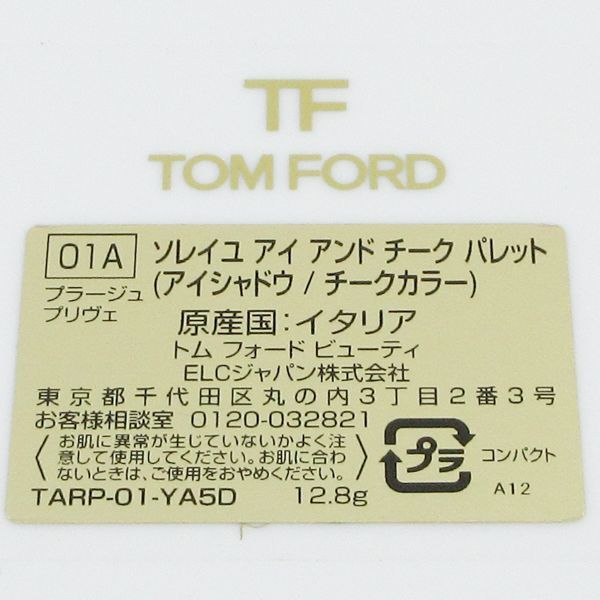 TF
TOM FORD
01A
プラージュ
プリヴェ
ソレイユ アイ アンド チーク パレット
(アイシャドウ / チークカラー)
原産国：イタリア
トム フォード ビューティ
ELCジャパン株式会社
東京都千代田区丸の内3丁目2番3号
お客様相談室 0120-032821
〈お肌に異常が生じていないかよく注
意して使用してください。お肌に合わ
ないときは、ご使用をおやめください。〉
プラ
コンパクト
TARP-01-YA5D 12.8g
A12